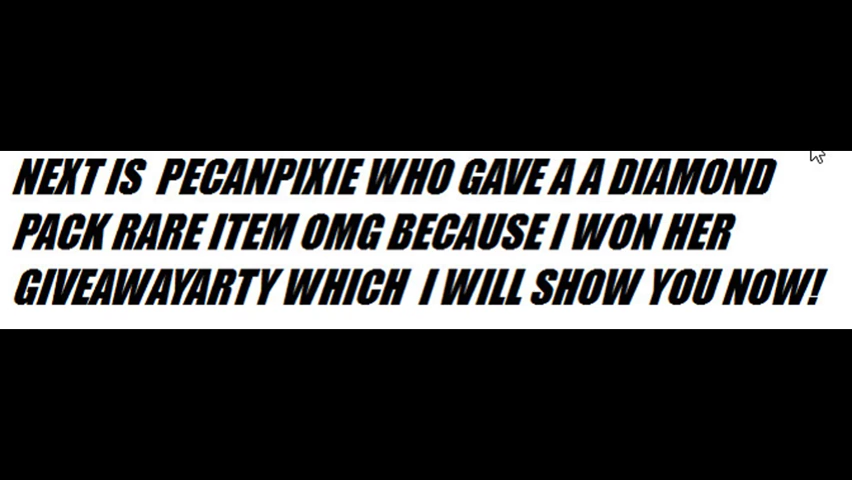 NEXT IS PECANPIXIE WHO GAVE A A DIAMOND
PACK RARE ITEM OMG BECAUSE I WON HER
GIVEAWAYARTY WHICH I WILL SHOW YOU NOW!